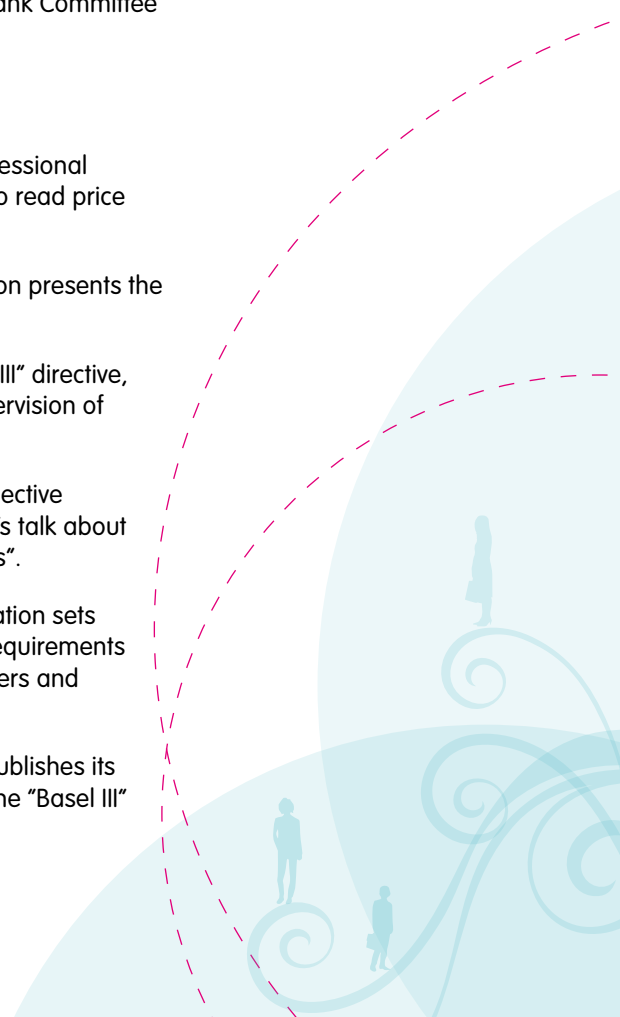 ank Committee
essional
o read price
on presents the
III” directive,
ervision of
ective
’s talk about
s”.
ation sets
equirements
ers and
ublishes its
he “Basel III”